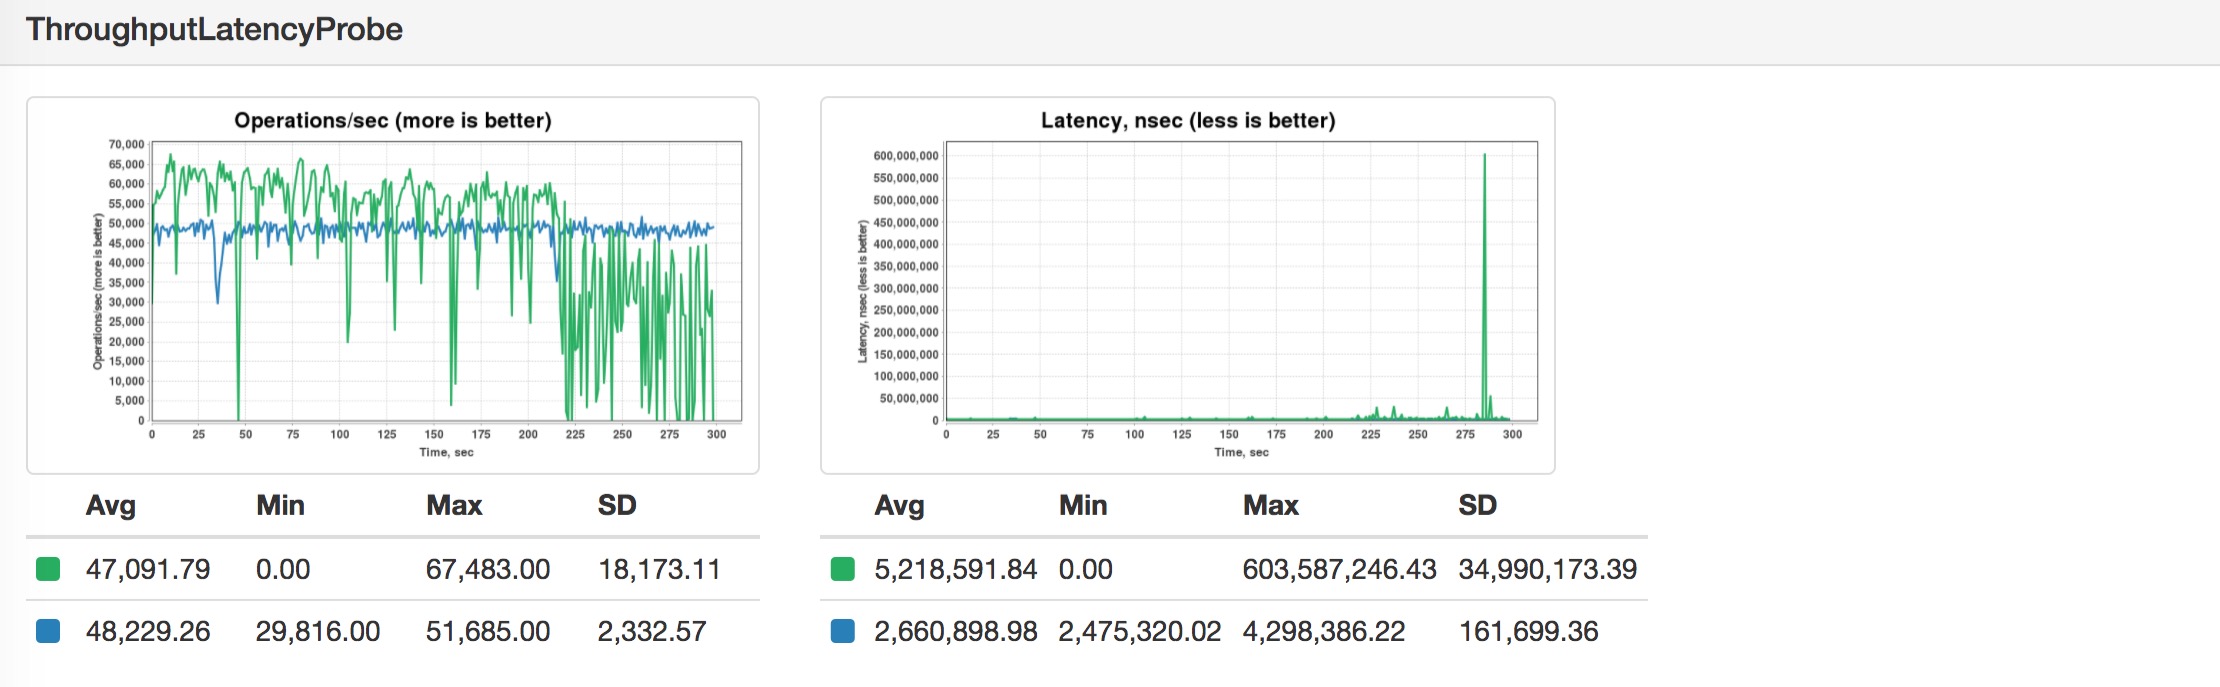 ThroughputLatencyProbe
Operations/sec (more is better)
Operations/sec (more is better)
70,000
65,000
60,000
55,000
50,000
45,000
40,000
35,000
30,000
25,000
20,000
15,000
10,000
5,000
0
0 25 50 75 100 125 150 175 200 225 250 275 300
Time, sec
Latency, nsec (less is better)
Latency, nsec (less is better)
600,000,000
550,000,000
500,000,000
450,000,000
400,000,000
350,000,000
300,000,000
250,000,000
200,000,000
150,000,000
100,000,000
50,000,000
0
0 25 50 75 100 125 150 175 200 225 250 275 300
Time, sec
Avg Min Max SD
47,091.79 0.00 67,483.00 18,173.11
48,229.26 29,816.00 51,685.00 2,332.57
Avg Min Max SD
5,218,591.84 0.00 603,587,246.43 34,990,173.39
2,660,898.98 2,475,320.02 4,298,386.22 161,699.36